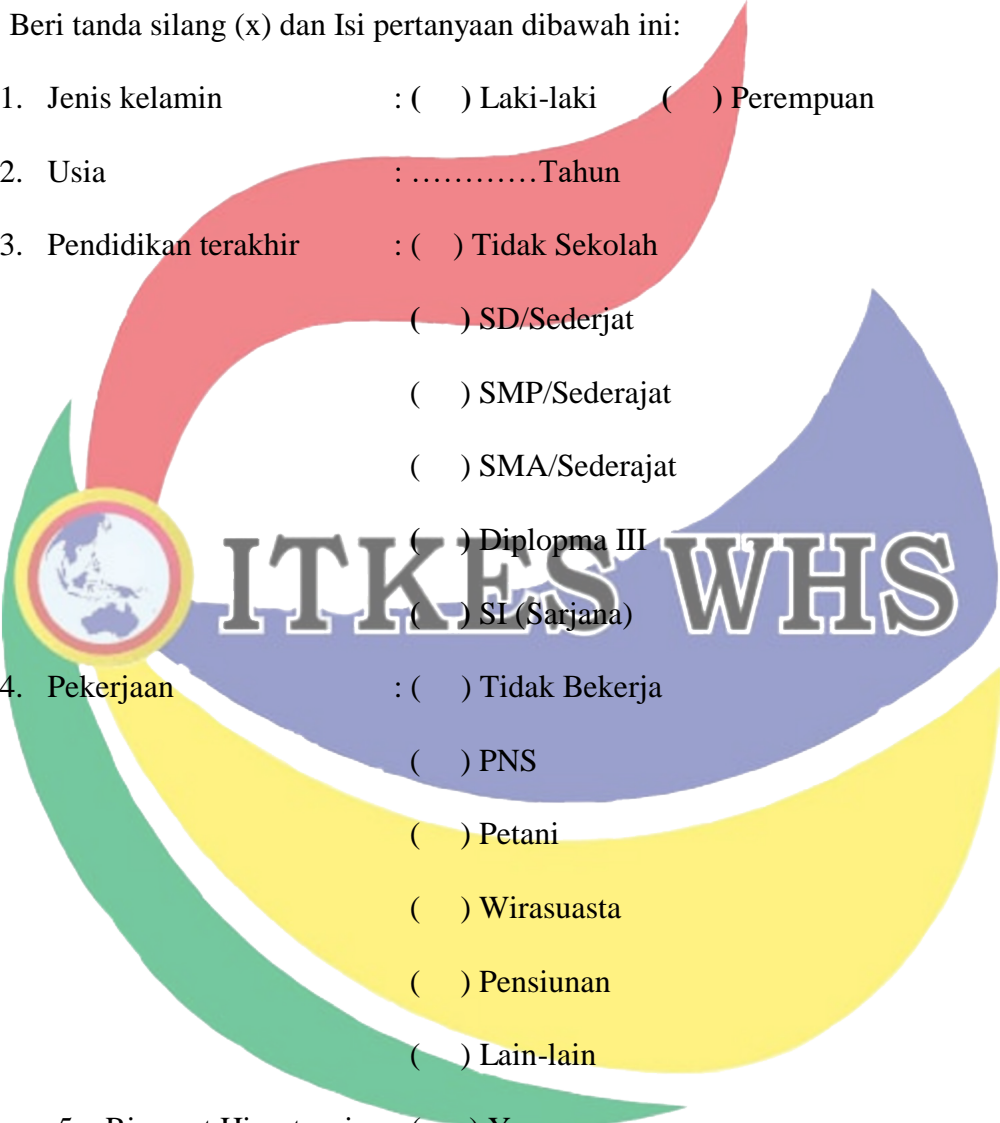 Beri tanda silang (x) dan Isi pertanyaan dibawah ini:
1. Jenis kelamin : ( ) Laki-laki ( ) Perempuan
2. Usia : …………Tahun
3. Pendidikan terakhir : ( ) Tidak Sekolah
( ) SD/Sederjat
( ) SMP/Sederajat
( ) SMA/Sederajat
( ) Diplopma III
ITKES WHS
( ) SI (Sarjana)
4. Pekerjaan : ( ) Tidak Bekerja
( ) PNS
( ) Petani
( ) Wirasuasta
( ) Pensiunan
( ) Lain-lain